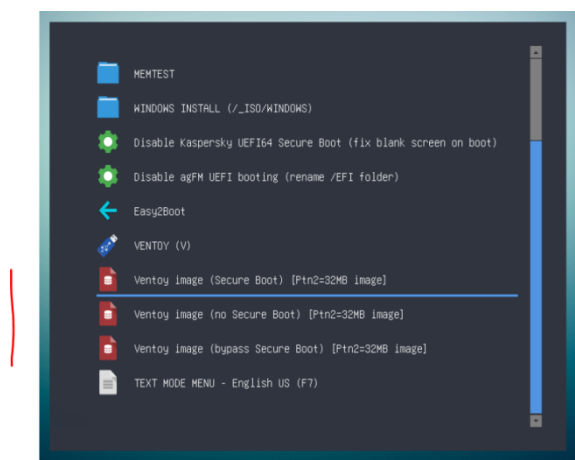 MEMTEST
WINDOWS INSTALL (/_ISO/WINDOWS)
Disable Kaspersky UEFI64 Secure Boot (fix blank screen on boot)
Disable agFM UEFI booting (rename /EFI folder)
Easy2Boot
VENTOY (V)
Ventoy image (Secure Boot) [Ptn2=32MB image]
Ventoy image (no Secure Boot) [Ptn2=32MB image]
Ventoy image (bypass Secure Boot) [Ptn2=32MB image]
TEXT MODE MENU - English US (F7)